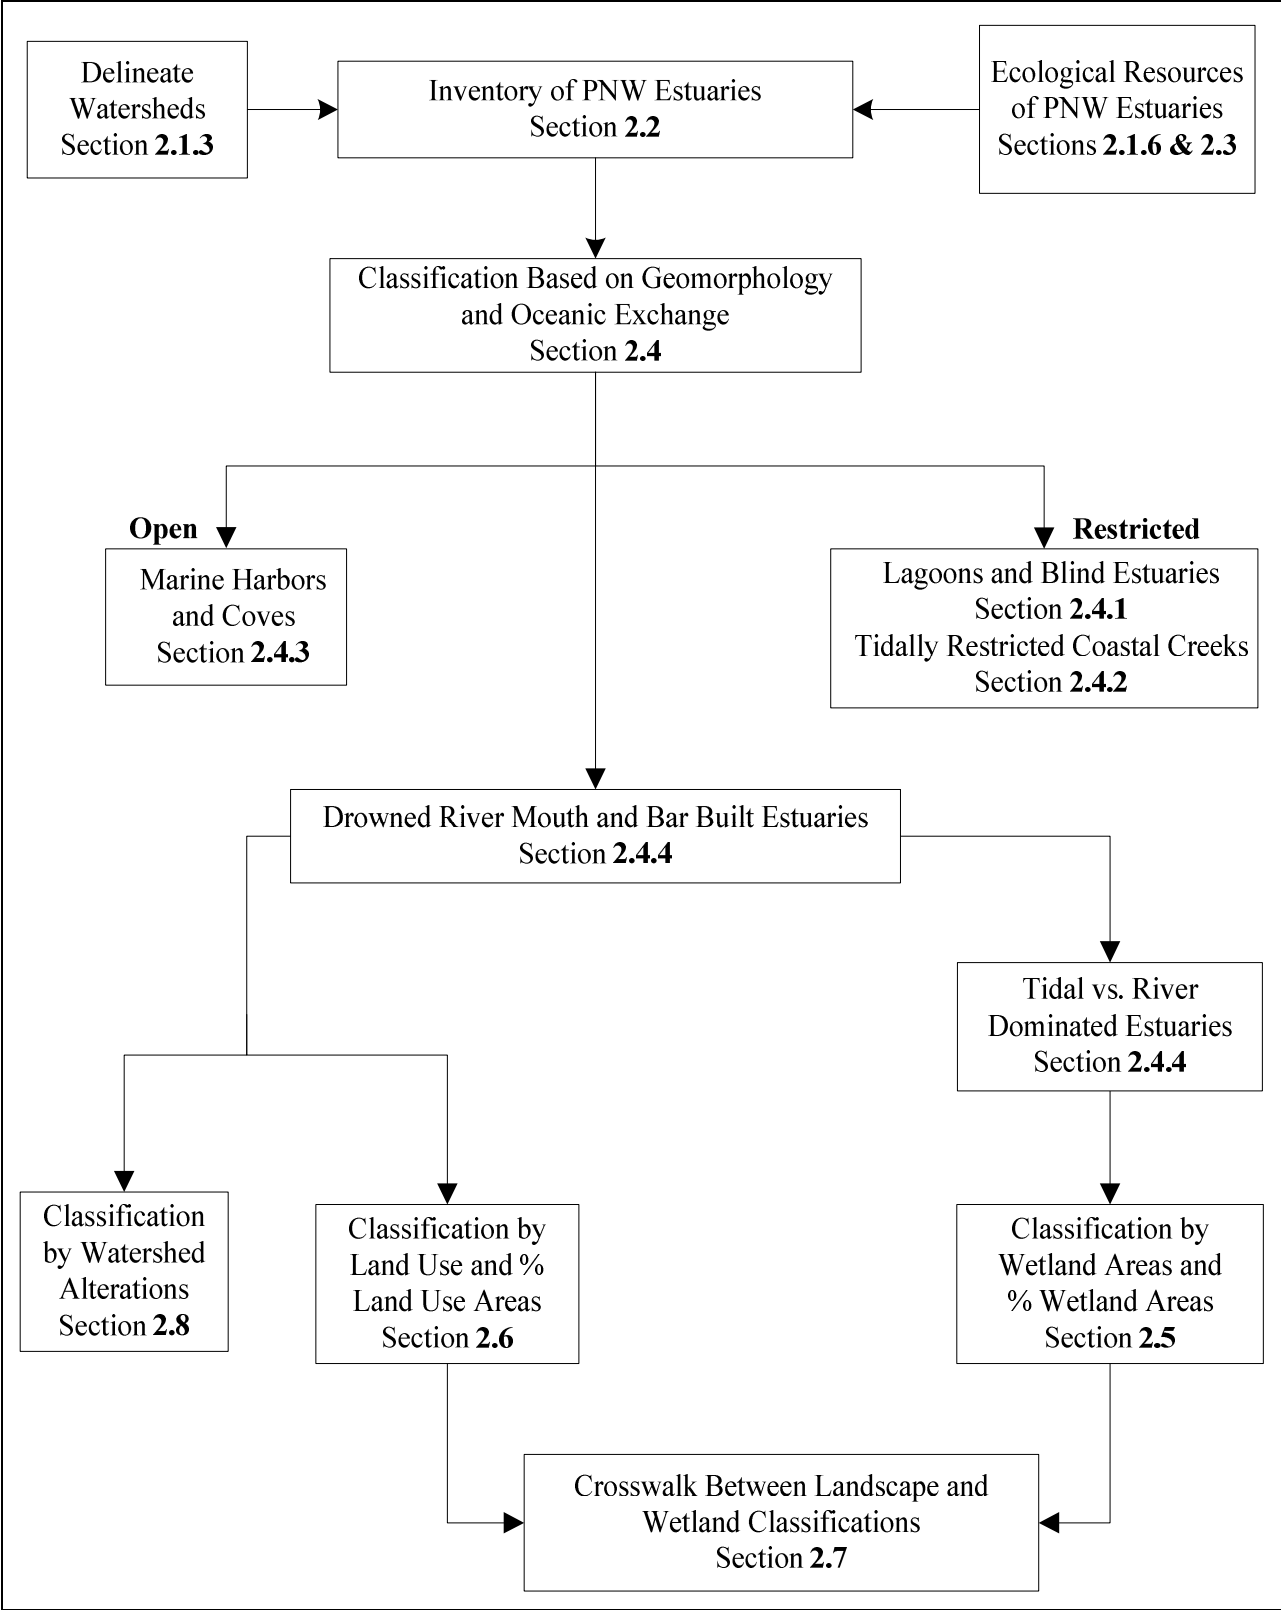 Delineate
Watersheds
Section 2.1.3
Inventory of PNW Estuaries
Section 2.2
Ecological Resources
of PNW Estuaries
Sections 2.1.6 & 2.3
Classification Based on Geomorphology
and Oceanic Exchange
Section 2.4
Open
Marine Harbors
and Coves
Section 2.4.3
Restricted
Lagoons and Blind Estuaries
Section 2.4.1
Tidally Restricted Coastal Creeks
Section 2.4.2
Drowned River Mouth and Bar Built Estuaries
Section 2.4.4
Tidal vs. River
Dominated Estuaries
Section 2.4.4
Classification
by Watershed
Alterations
Section 2.8
Classification by
Land Use and %
Land Use Areas
Section 2.6
Classification by
Wetland Areas and
% Wetland Areas
Section 2.5
Crosswalk Between Landscape and
Wetland Classifications
Section 2.7